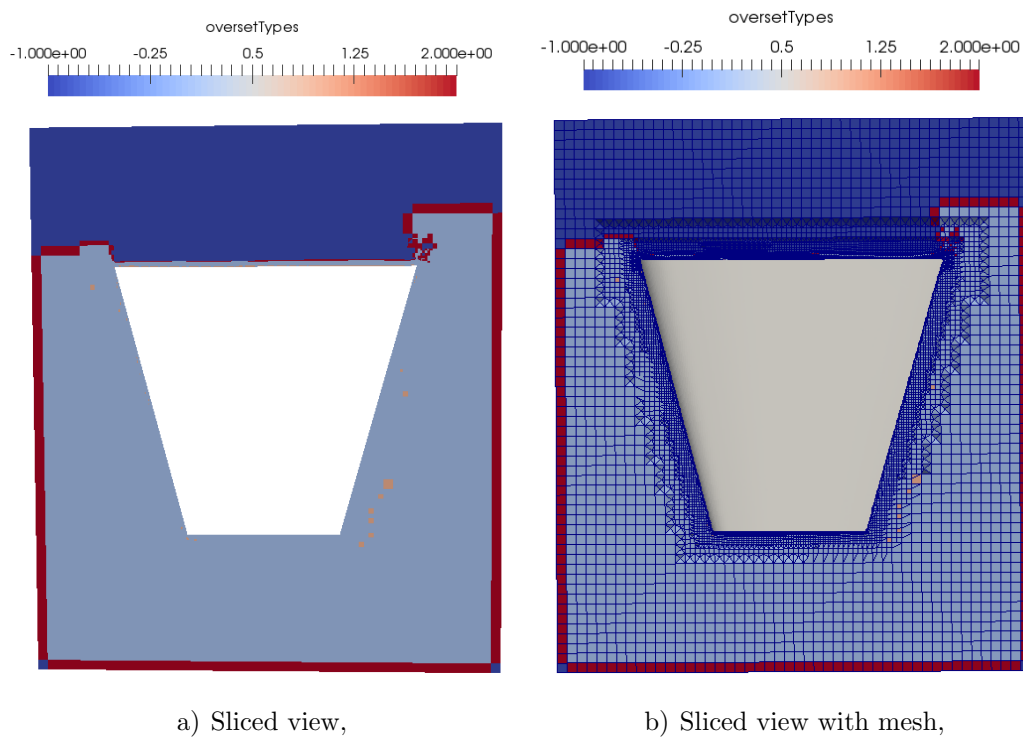 oversetTypes
-1.000e+00 -0.25 0.5 1.25 2.000e+00
oversetTypes
-1.000e+00 -0.25 0.5 1.25 2.000e+00
a) Sliced view,
b) Sliced view with mesh,